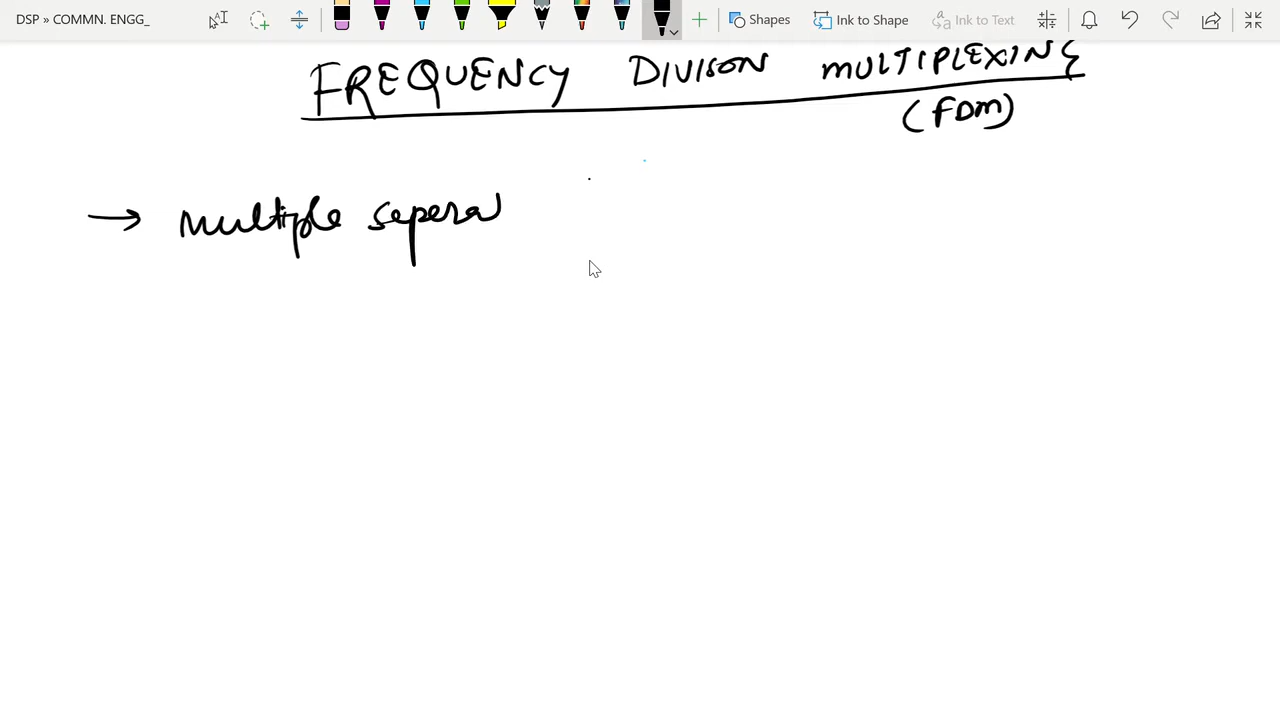 DSP » COMMN. ENGG_ Shapes Ink to Shape Ink to Text
FREQUENCY DIVISON MULTIPLEXING
(FDM)
→ Multiple sepera